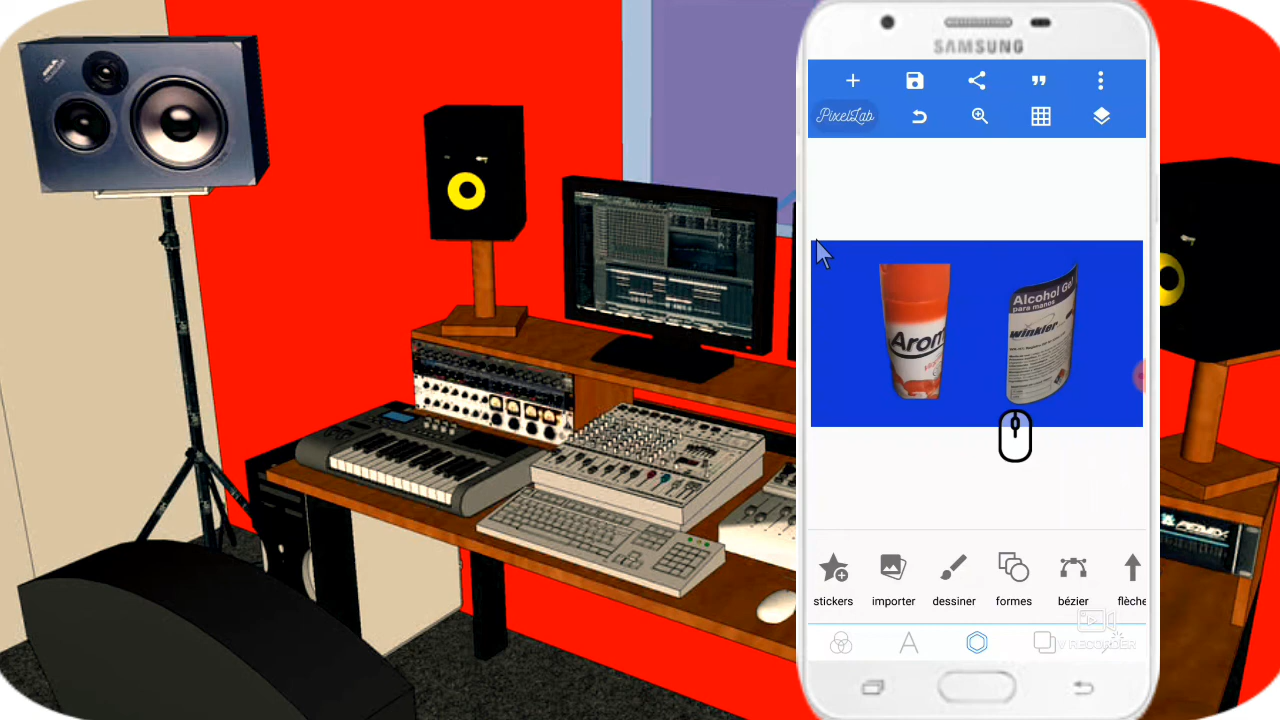 SAMSUNG
PixelLab
Alcohol Gel
para manos
winkler
Arom
stickers
importer
dessiner
formes
bézier
flèche
V RECORDER